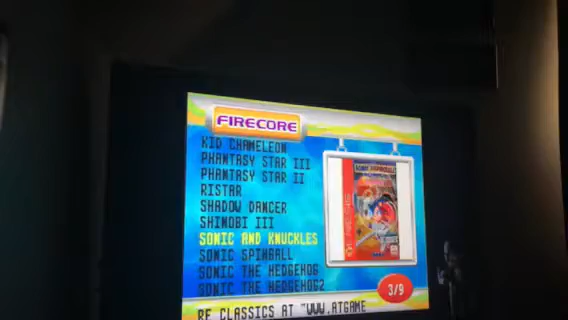 FIRECORE
KID CHAMELEON
PHANTASY STAR III
PHANTASY STAR II
RISTAR
SHADOW DANCER
SHINOBI III
SONIC AND KNUCKLES
SONIC SPINBALL
SONIC THE HEDGEHOG
SONIC THE HEDGEHOG2
3/9
RE CLASSICS AT "WWW.ATGAME